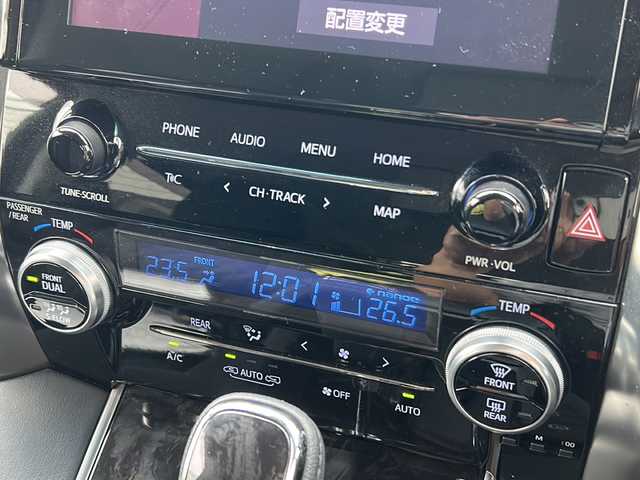 配置変更
PHONE AUDIO MENU HOME
TUNE·SCROLL
< CH·TRACK >
MAP
PWR·VOL
PASSENGER
/REAR
TEMP
FRONT
DUAL
FRONT
23.5 12:01 nanoe 26.5
TEMP
REAR
< >
A/C
AUTO
OFF
AUTO
FRONT
REAR
M :00